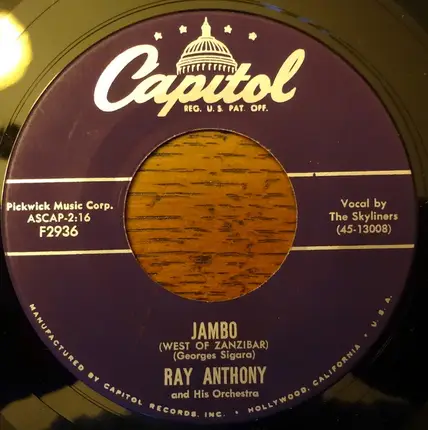 Capitol
REG. U.S. PAT. OFF.
Pickwick Music Corp.
ASCAP-2:16
F2936
Vocal by
The Skyliners
(45-13008)
JAMBO
(WEST OF ZANZIBAR)
(Georges Sigara)
RAY ANTHONY
and His Orchestra
MANUFACTURED BY CAPITOL RECORDS, INC. • HOLLYWOOD, CALIFORNIA • U.S.A.